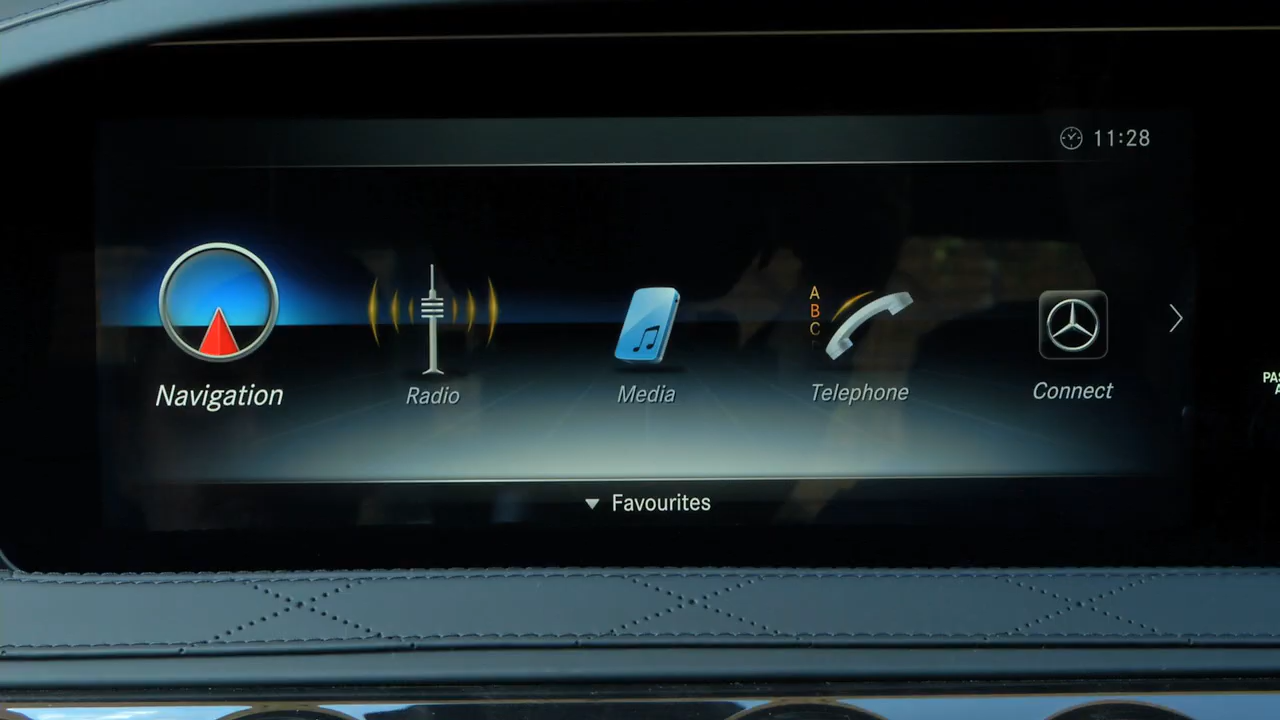 11:28
A
B
C
Navigation
Radio
Media
Telephone
Connect
Favourites